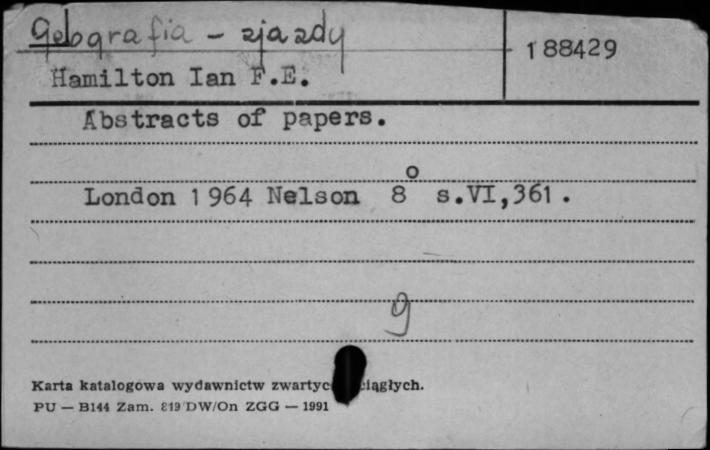 Geografia - zjazdy
188429
Hamilton Ian F.E.
Abstracts of papers.
London 1964 Nelson 8° s.VI,361.
g
Karta katalogowa wydawnictw zwartyc ciągłych.
PU — B144 Zam. 819 DW/On ZGG — 1991